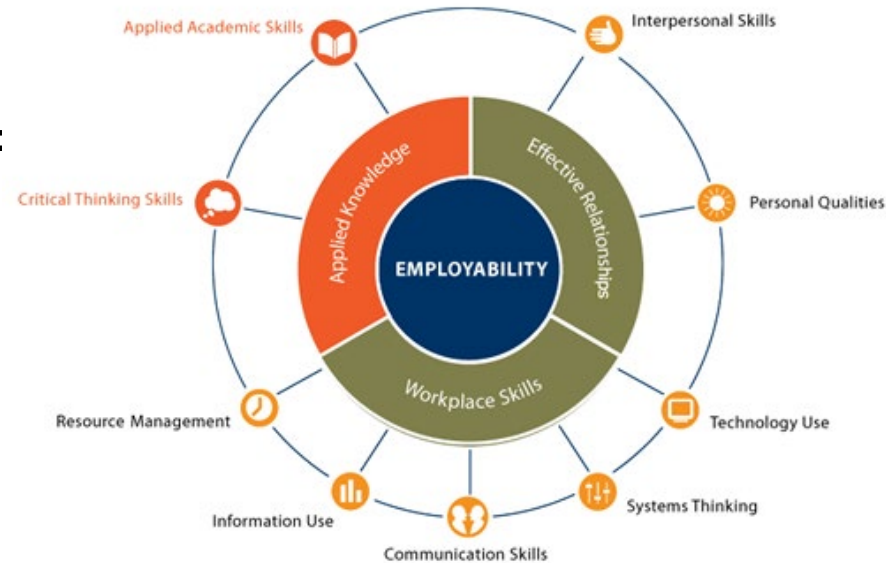 Applied Academic Skills
Interpersonal Skills
Applied Knowledge
Effective Relationships
Critical Thinking Skills
Personal Qualities
EMPLOYABILITY
Workplace Skills
Resource Management
Technology Use
Information Use
Systems Thinking
Communication Skills